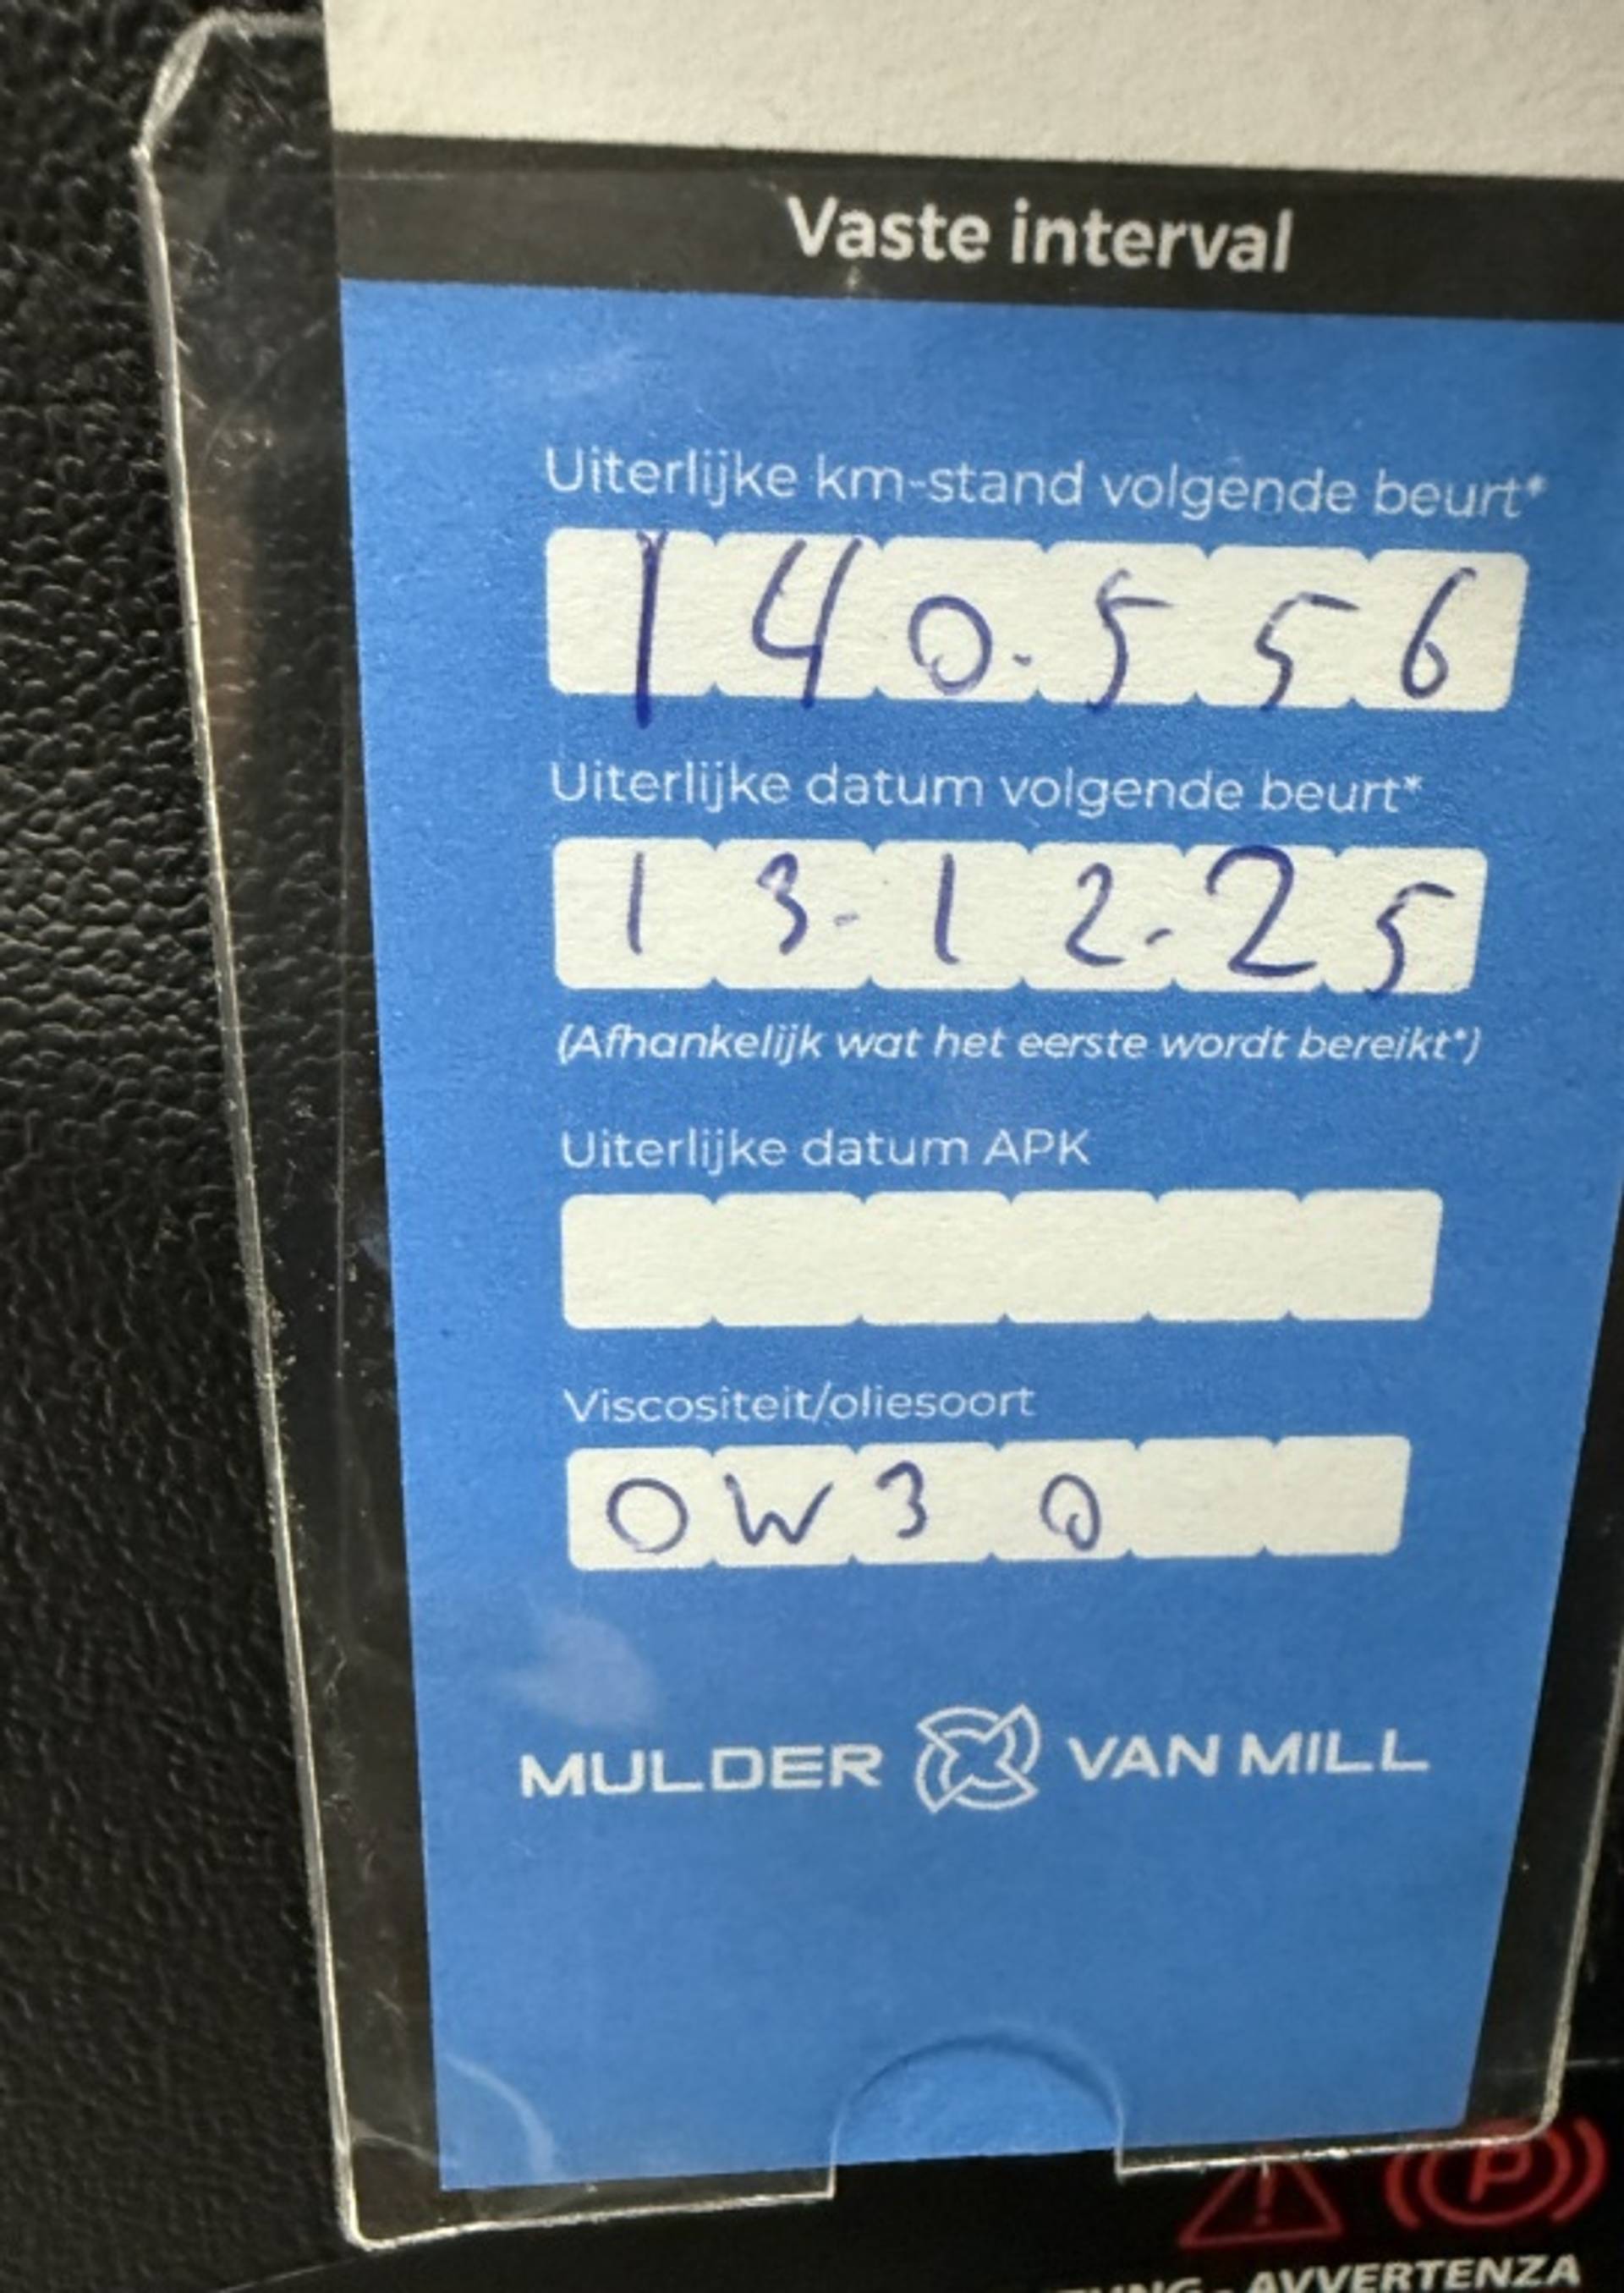 Vaste interval
Uiterlijke km-stand volgende beurt*
140.556
Uiterlijke datum volgende beurt*
13-12-25
(Afhankelijk wat het eerste wordt bereikt*)
Uiterlijke datum APK
Viscositeit/oliesoort
0W30
MULDER VAN MILL
P
AVVERTENZA